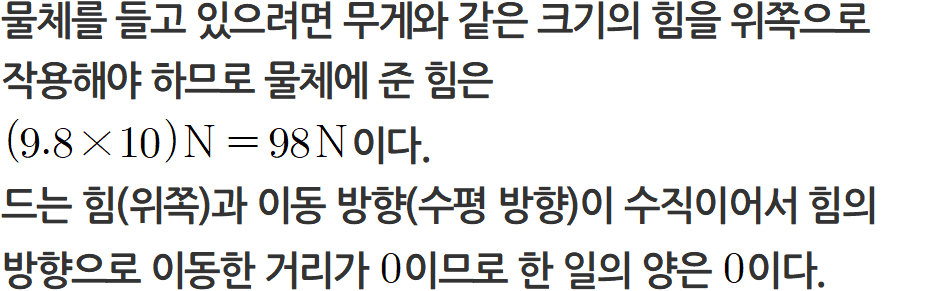 물체를 들고 있으려면 무게와 같은 크기의 힘을 위쪽으로
작용해야 하므로 물체에 준 힘은
(9.8×10)N=98N이다.
드는 힘(위쪽)과 이동 방향(수평 방향)이 수직이어서 힘의
방향으로 이동한 거리가 0이므로 한 일의 양은 0이다.